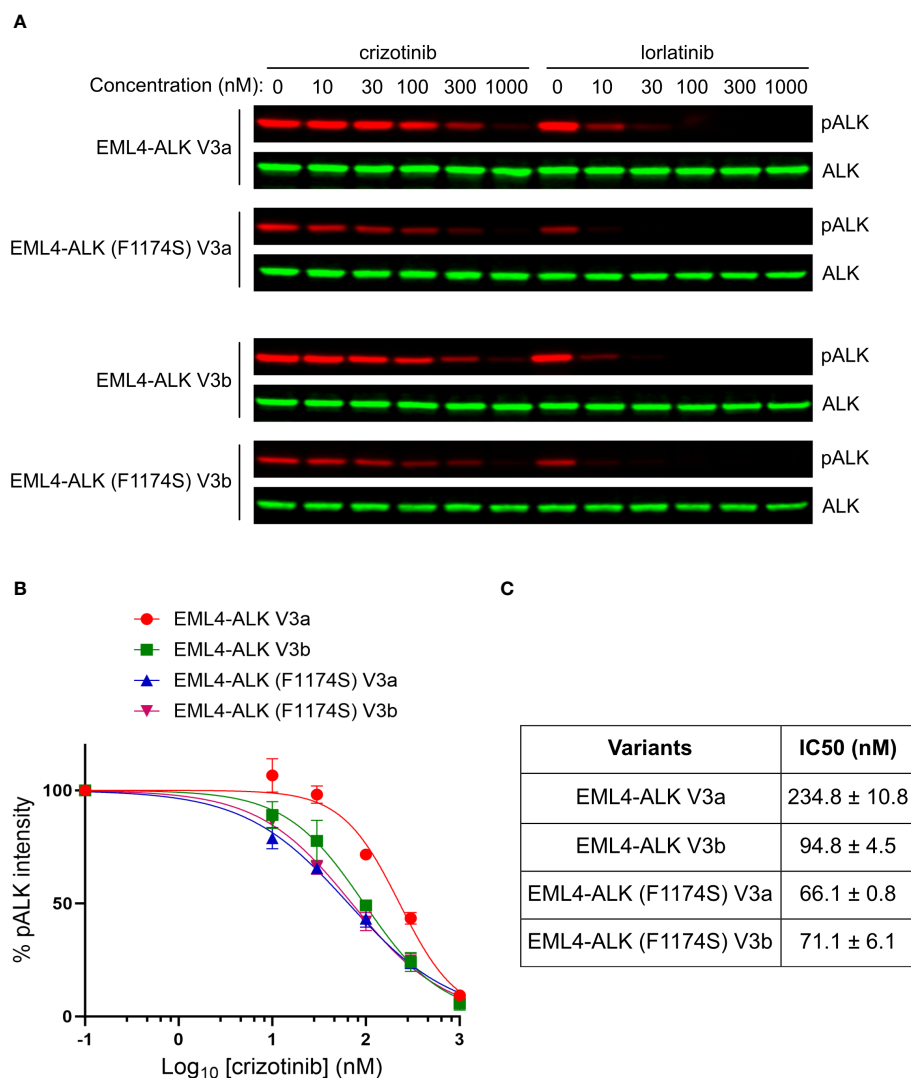 A
crizotinib lorlatinib
Concentration (nM): 0 10 30 100 300 1000 0 10 30 100 300 1000
EML4-ALK V3a
pALK
ALK
EML4-ALK (F1174S) V3a
pALK
ALK
EML4-ALK V3b
pALK
ALK
EML4-ALK (F1174S) V3b
pALK
ALK
B
EML4-ALK V3a
EML4-ALK V3b
EML4-ALK (F1174S) V3a
EML4-ALK (F1174S) V3b
% pALK intensity
100
50
0
-1 0 1 2 3
Log₁₀ [crizotinib] (nM)
C
Variants IC50 (nM)
EML4-ALK V3a 234.8 ± 10.8
EML4-ALK V3b 94.8 ± 4.5
EML4-ALK (F1174S) V3a 66.1 ± 0.8
EML4-ALK (F1174S) V3b 71.1 ± 6.1